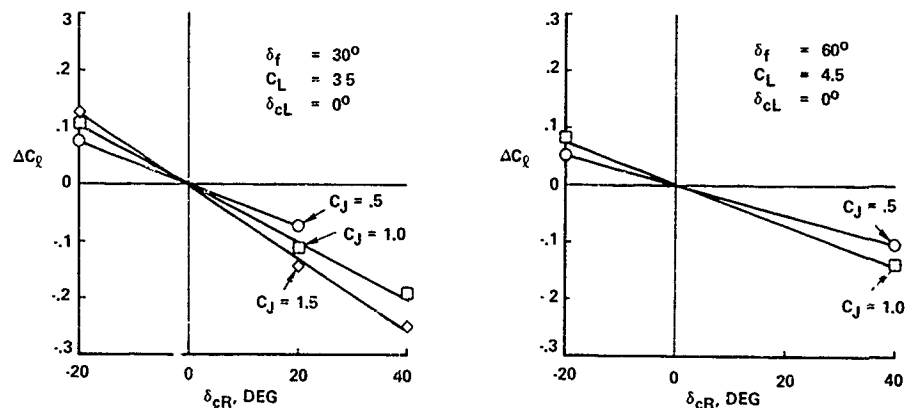 .3
.2
.1
0
-.1
-.2
-.3
ΔCℓ
δf = 30°
CL = 3 5
δcL = 0°
CJ = .5
CJ = 1.0
CJ = 1.5
-20
0
20
40
δcR, DEG
.3
.2
.1
0
-.1
- 2
-.3
δf = 60°
CL = 4.5
δcL = 0°
CJ = .5
CJ = 1.0
-20
0
20
40
δcR, DEG